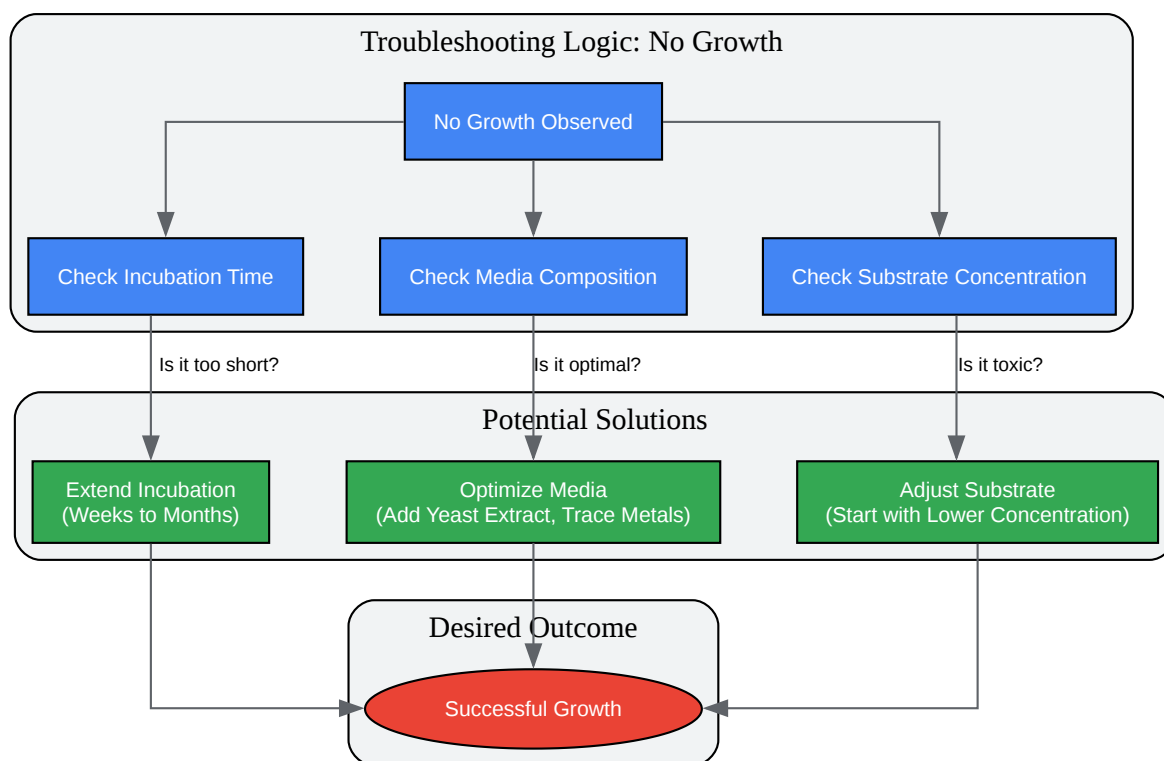 Troubleshooting Logic: No Growth
No Growth Observed
Check Incubation Time
Check Media Composition
Check Substrate Concentration
Is it too short?
Is it optimal?
Is it toxic?
Potential Solutions
Extend Incubation
(Weeks to Months)
Optimize Media
(Add Yeast Extract, Trace Metals)
Adjust Substrate
(Start with Lower Concentration)
Desired Outcome
Successful Growth